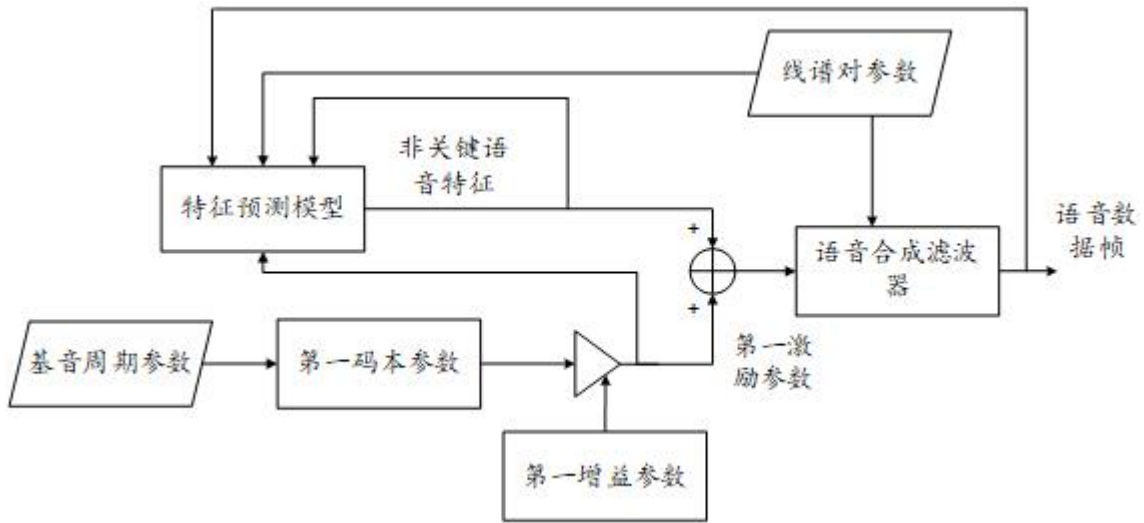 线谱对参数
非关键语
音特征
特征预测模型
+
语音合成滤波
器
语音数
据帧
+
基音周期参数
第一码本参数
第一激
励参数
第一增益参数